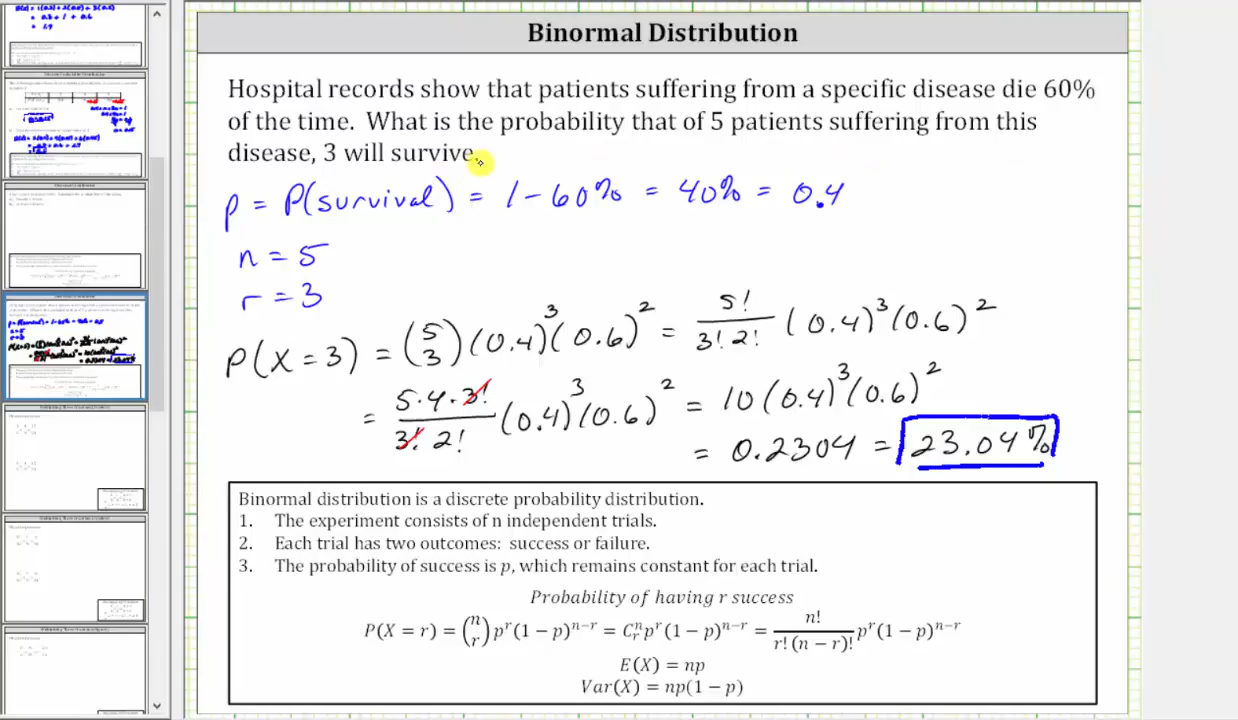 Binormal Distribution
Hospital records show that patients suffering from a specific disease die 60%
of the time. What is the probability that of 5 patients suffering from this
disease, 3 will survive
p = P(survival) = 1 - 60% = 40% = 0.4
n = 5
r = 3
P(X = 3) = (5 3)(0.4)^3(0.6)^2 = 5!/3! 2! (0.4)^3(0.6)^2
= 5·4·3!/3! 2! (0.4)^3(0.6)^2 = 10(0.4)^3(0.6)^2
= 0.2304 = 23.04%
Binormal distribution is a discrete probability distribution.
1. The experiment consists of n independent trials.
2. Each trial has two outcomes: success or failure.
3. The probability of success is p, which remains constant for each trial.
Probability of having r success
P(X = r) = (n r) p^r(1 − p)^{n−r} = C_r^n p^r(1 − p)^{n−r} = n!/r! (n − r)! p^r(1 − p)^{n−r}
E(X) = np
Var(X) = np(1 − p)